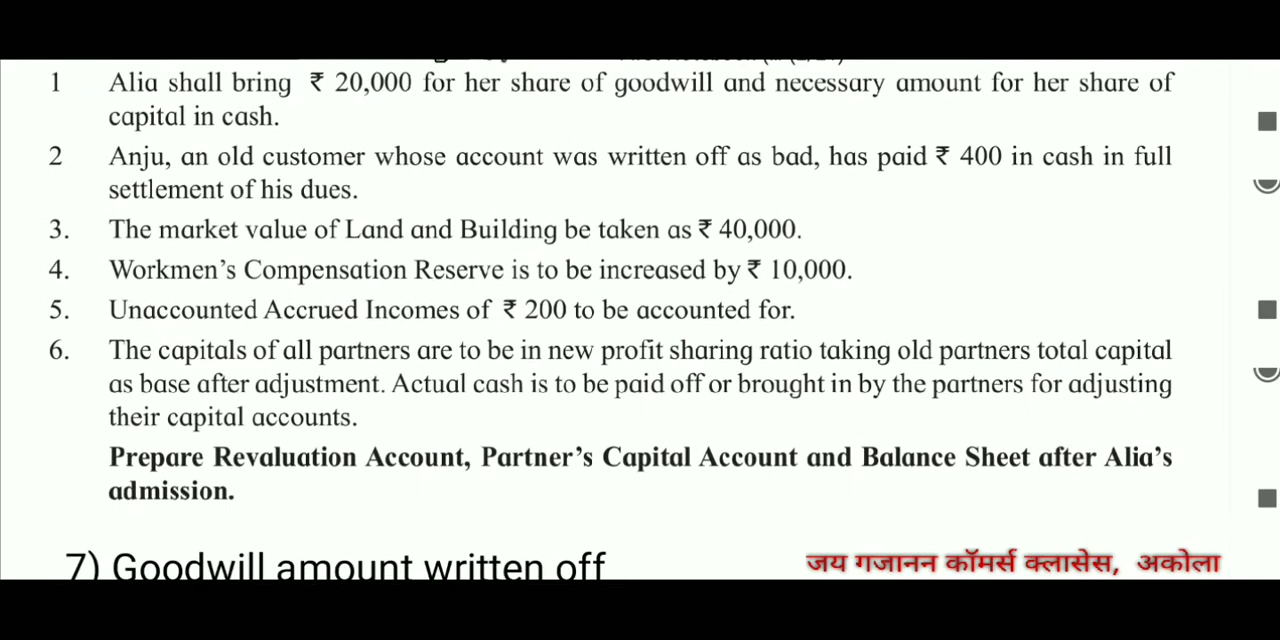 1 Alia shall bring ₹ 20,000 for her share of goodwill and necessary amount for her share of
capital in cash.
2 Anju, an old customer whose account was written off as bad, has paid ₹ 400 in cash in full
settlement of his dues.
3. The market value of Land and Building be taken as ₹ 40,000.
4. Workmen’s Compensation Reserve is to be increased by ₹ 10,000.
5. Unaccounted Accrued Incomes of ₹ 200 to be accounted for.
6. The capitals of all partners are to be in new profit sharing ratio taking old partners total capital
as base after adjustment. Actual cash is to be paid off or brought in by the partners for adjusting
their capital accounts.
Prepare Revaluation Account, Partner’s Capital Account and Balance Sheet after Alia’s
admission.
7) Goodwill amount written off
जय गजानन कॉमर्स क्लासेस, अकोला